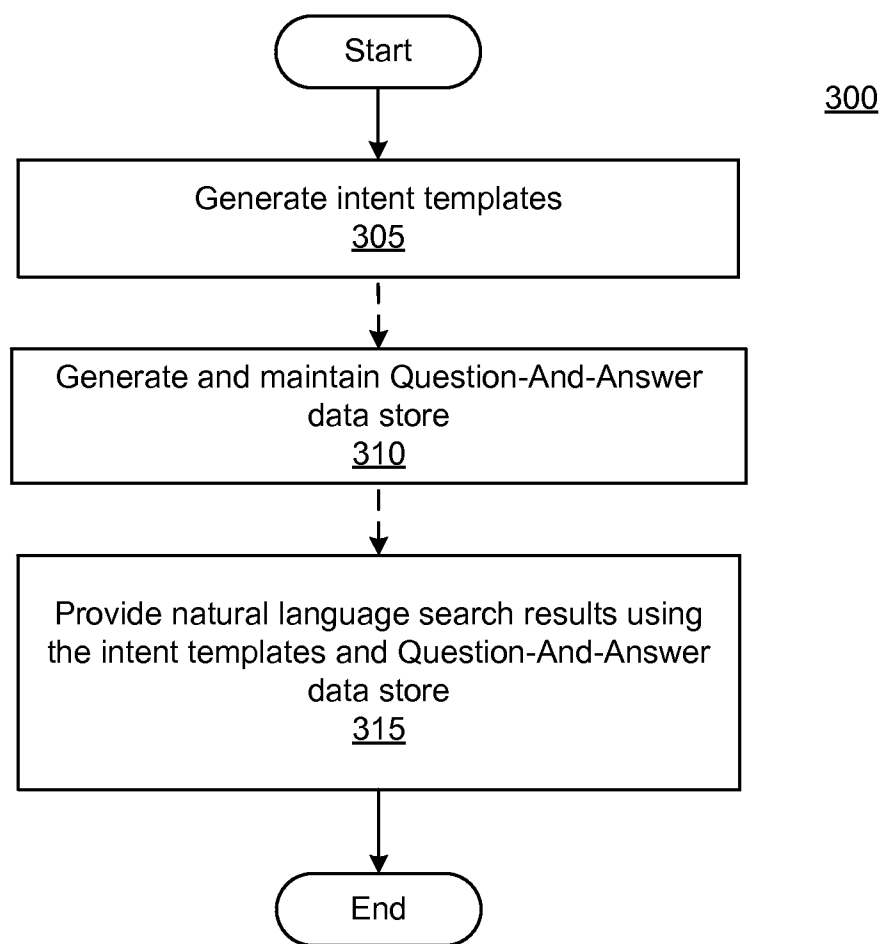 Start
300
Generate intent templates
305
Generate and maintain Question-And-Answer
data store
310
Provide natural language search results using
the intent templates and Question-And-Answer
data store
315
End